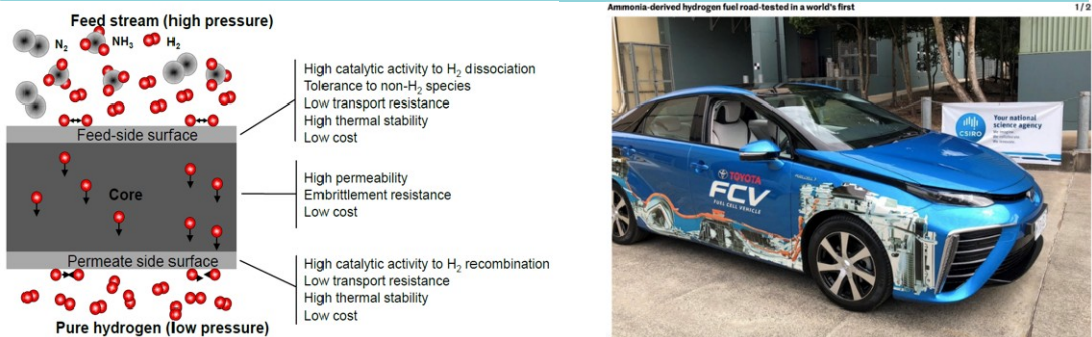 Feed stream (high pressure)
N2
NH3
H2
High catalytic activity to H2 dissociation
Tolerance to non-H2 species
Low transport resistance
High thermal stability
Low cost
Feed-side surface
Core
High permeability
Embrittlement resistance
Low cost
Permeate side surface
High catalytic activity to H2 recombination
Low transport resistance
High thermal stability
Low cost
Pure hydrogen (low pressure)
Ammonia-derived hydrogen fuel road-tested in a world's first
1/2
CSIRO
Your national
science agency
TOYOTA
FCV
FUEL CELL VEHICLE